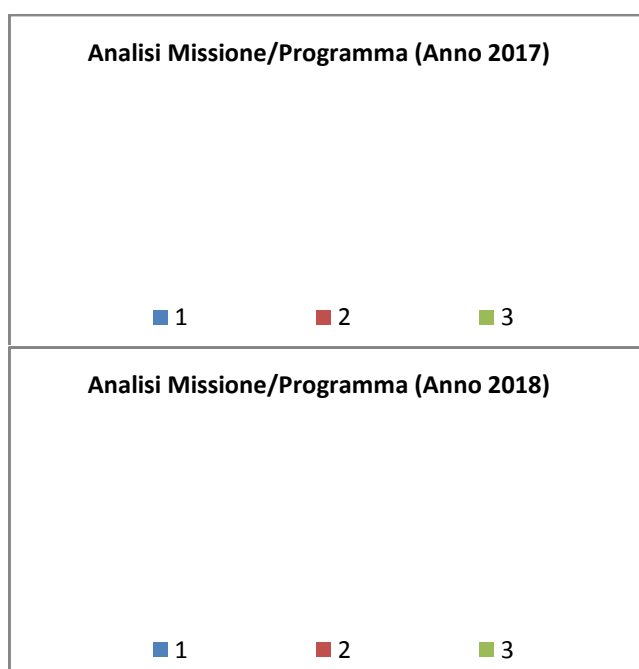 Analisi Missione/Programma (Anno 2017)
1 2 3
Analisi Missione/Programma (Anno 2018)
1 2 3